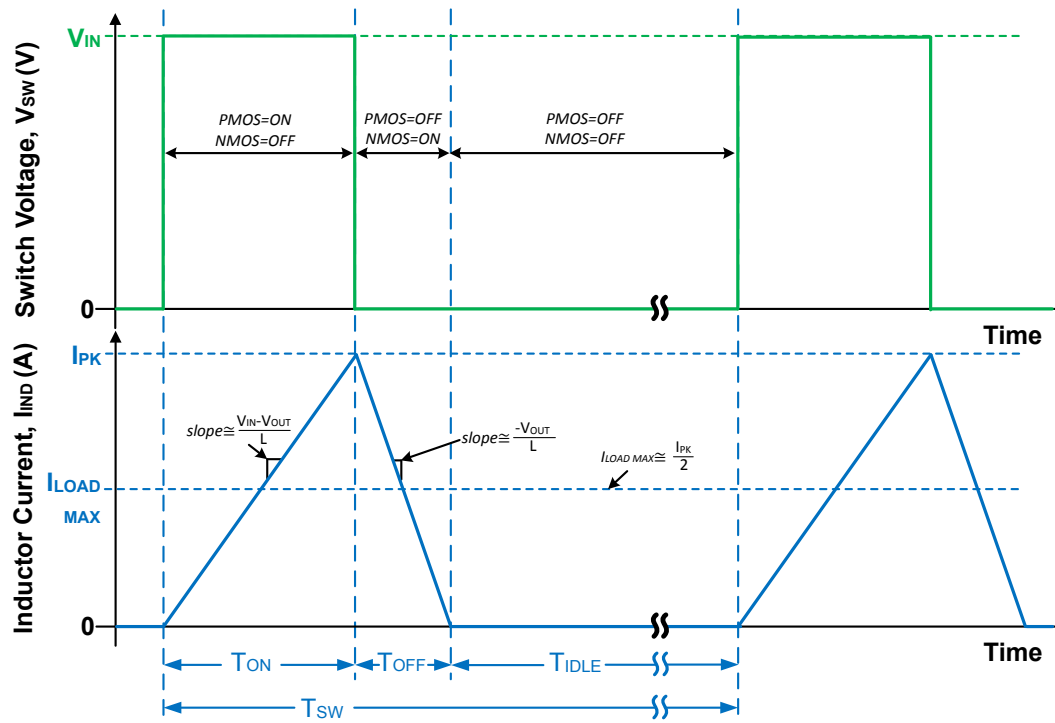 Switch Voltage, VSW (V)
VIN
PMOS=ON
NMOS=OFF
PMOS=OFF
NMOS=ON
PMOS=OFF
NMOS=OFF
0
Time
Inductor Current, IIND (A)
IPK
slope≅ VIN-VOUT
L
slope≅ -VOUT
L
ILOAD MAX≅ IPK
2
ILOAD
MAX
0
Time
TON
TOFF
TIDLE
TSW